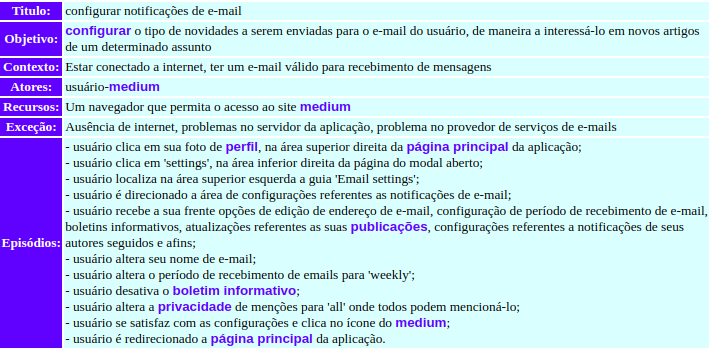 Titulo: configurar notificações de e-mail
Objetivo: configurar o tipo de novidades a serem enviadas para o e-mail do usuário, de maneira a interessá-lo em novos artigos
de um determinado assunto
Contexto: Estar conectado a internet, ter um e-mail válido para recebimento de mensagens
Atores: usuário-medium
Recursos: Um navegador que permita o acesso ao site medium
Exceção: Ausência de internet, problemas no servidor da aplicação, problema no provedor de serviços de e-mails
Episódios:
- usuário clica em sua foto de perfil, na área superior direita da página principal da aplicação;
- usuário clica em 'settings', na área inferior direita da página do modal aberto;
- usuário localiza na área superior esquerda a guia 'Email settings';
- usuário é direcionado a área de configurações referentes as notificações de e-mail;
- usuário recebe a sua frente opções de edição de endereço de e-mail, configuração de período de recebimento de e-mail,
boletins informativos, atualizações referentes as suas publicações, configurações referentes a notificações de seus
autores seguidos e afins;
- usuário altera seu nome de e-mail;
- usuário altera o período de recebimento de emails para 'weekly';
- usuário desativa o boletim informativo;
- usuário altera a privacidade de menções para 'all' onde todos podem mencioná-lo;
- usuário se satisfaz com as configurações e clica no ícone do medium;
- usuário é redirecionado a página principal da aplicação.